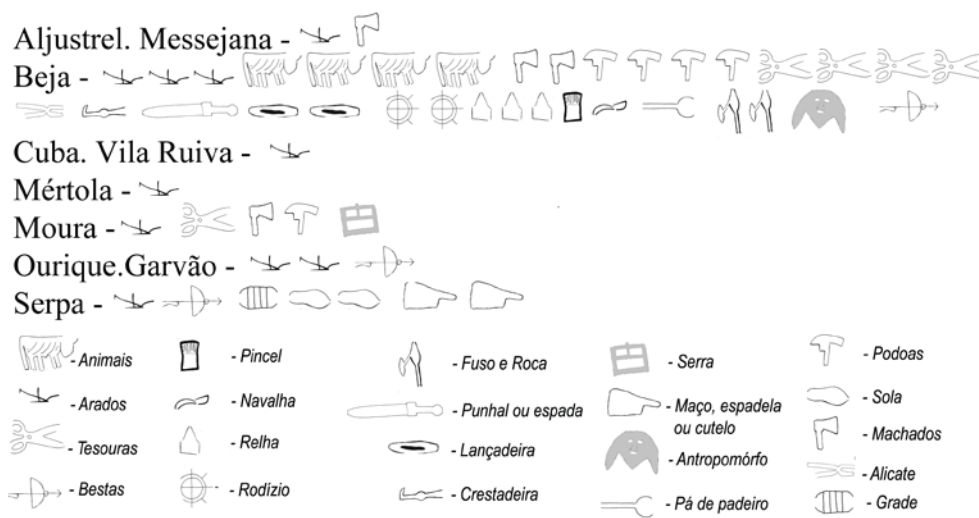 Aljustrel. Messejana -
Beja -
Cuba. Vila Ruiva -
Mértola -
Moura -
Ourique.Garvão -
Serpa -
- Animais
- Pincel
- Fuso e Roca
- Serra
- Podoas
- Arados
- Navalha
- Punhal ou espada
- Maço, espadela
ou cutelo
- Sola
- Tesouras
- Relha
- Lançadeira
- Antropomórfo
- Machados
- Bestas
- Rodízio
- Crestadeira
- Pá de padeiro
- Alicate
- Grade